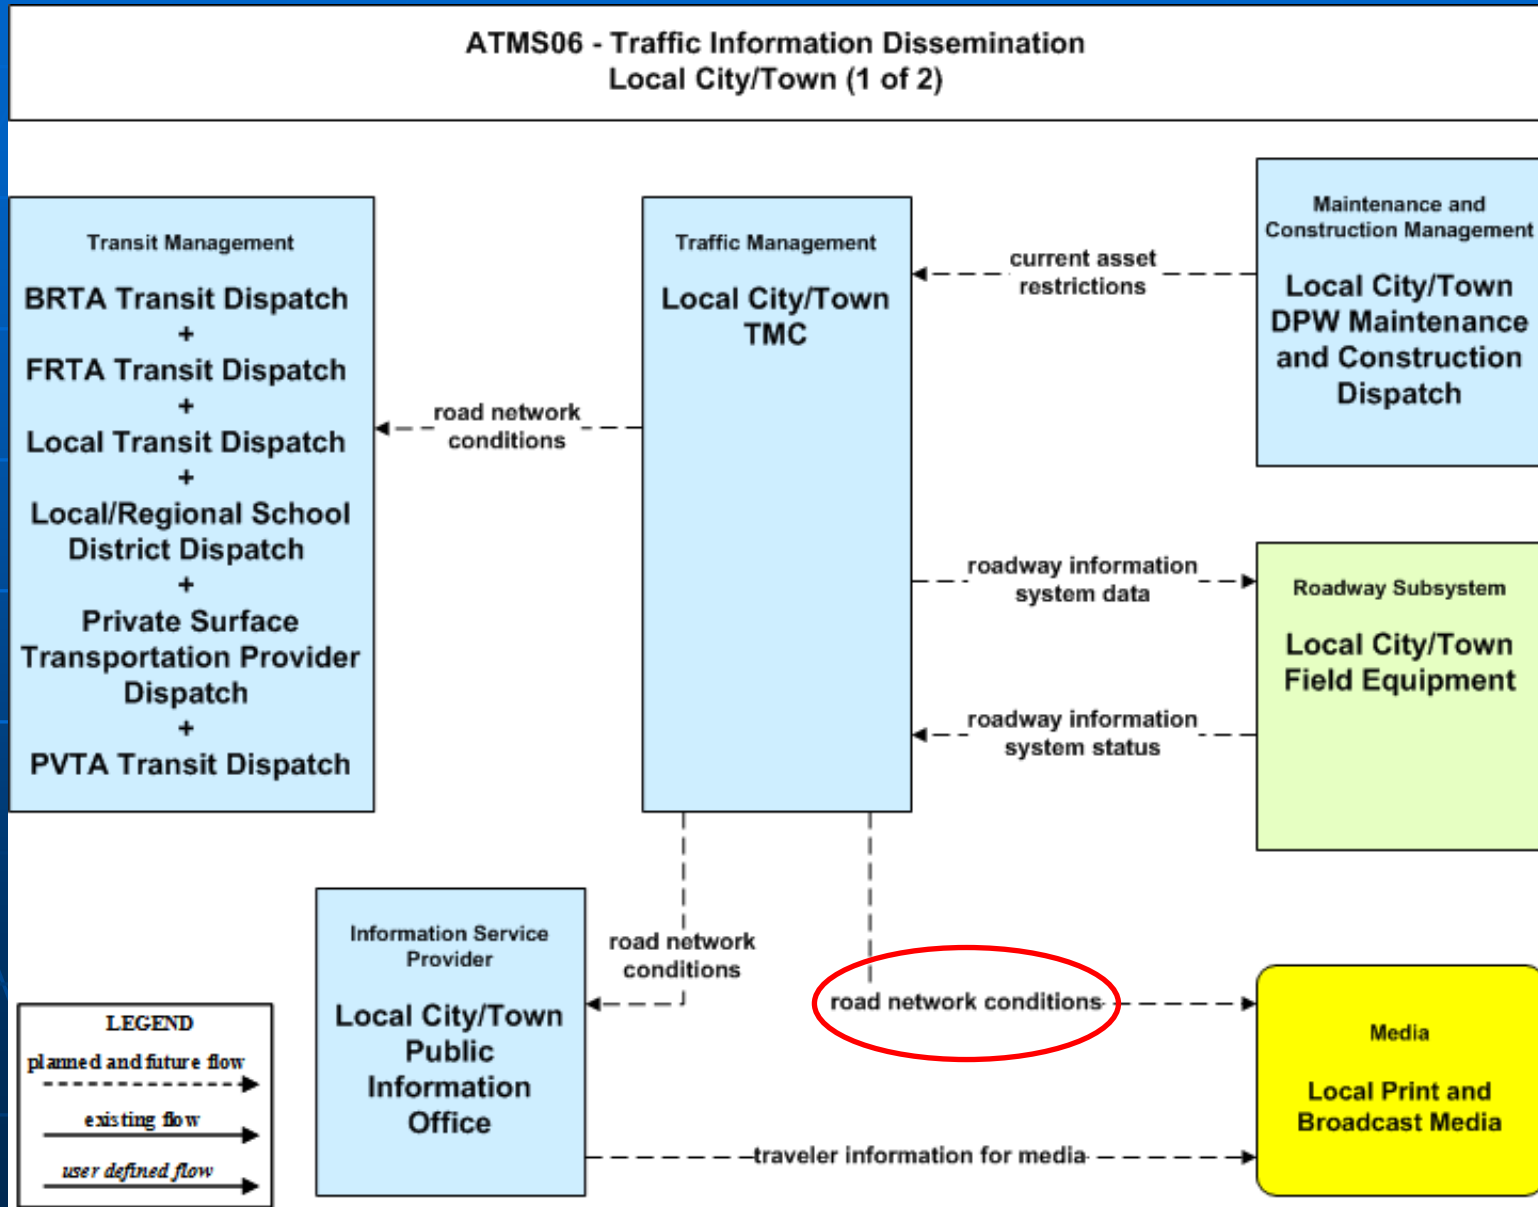 ATMS06 - Traffic Information Dissemination
Local City/Town (1 of 2)
Transit Management
BRTA Transit Dispatch
+
FRTA Transit Dispatch
+
Local Transit Dispatch
+
Local/Regional School
District Dispatch
+
Private Surface
Transportation Provider
Dispatch
+
PVTA Transit Dispatch
road network
conditions
Traffic Management
Local City/Town
TMC
current asset
restrictions
Maintenance and
Construction Management
Local City/Town
DPW Maintenance
and Construction
Dispatch
roadway information
system data
roadway information
system status
Roadway Subsystem
Local City/Town
Field Equipment
Information Service
Provider
Local City/Town
Public
Information
Office
road network
conditions
road network conditions
traveler information for media
Media
Local Print and
Broadcast Media
LEGEND
planned and future flow
existing flow
user defined flow